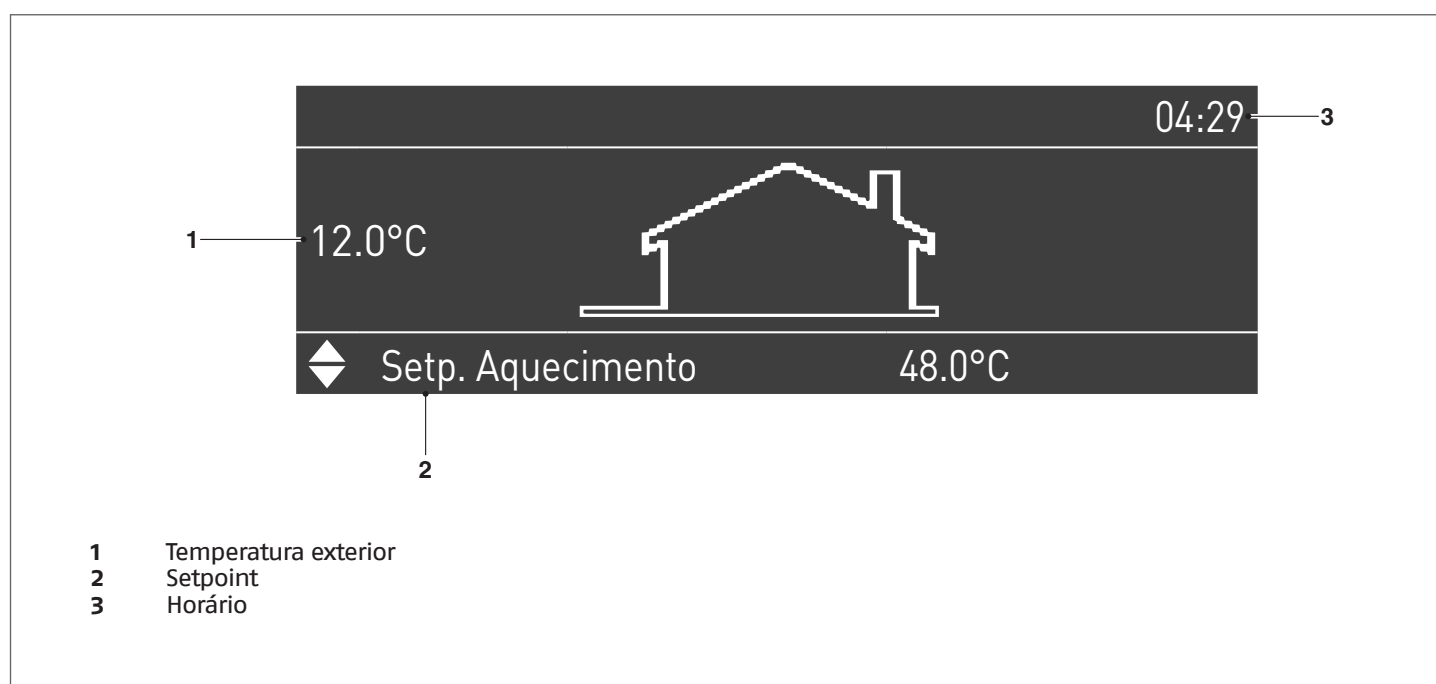 04:29
3
1
12.0°C
Setp. Aquecimento 48.0°C
2
1 Temperatura exterior
2 Setpoint
3 Horário